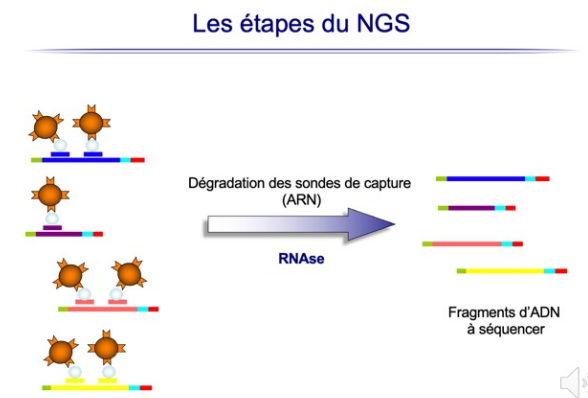 Les étapes du NGS
Dégradation des sondes de capture
(ARN)
RNAse
Fragments d'ADN
à séquencer